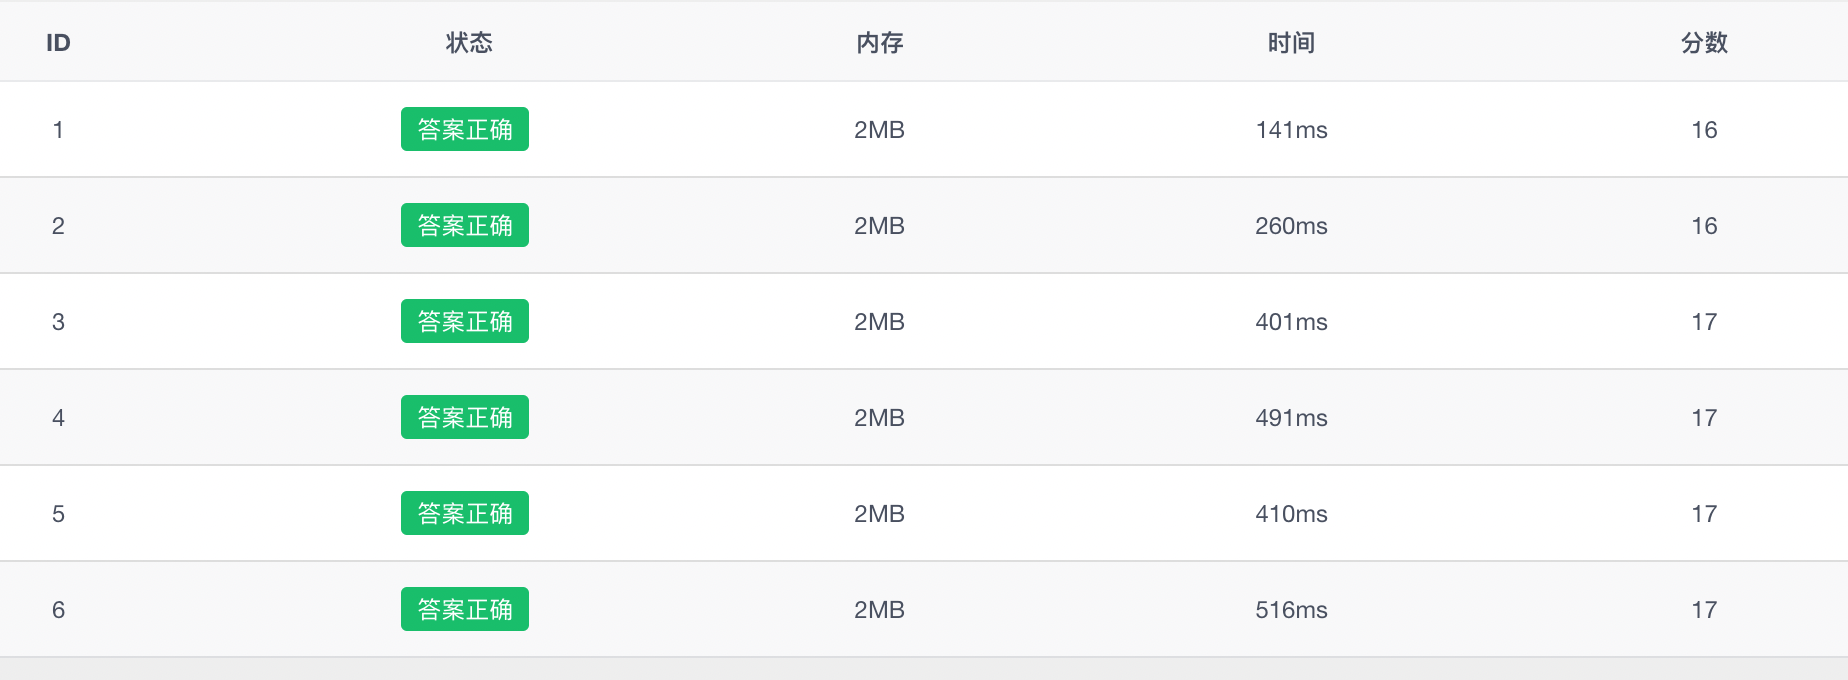 ID 状态 内存 时间 分数
1 答案正确 2MB 141ms 16
2 答案正确 2MB 260ms 16
3 答案正确 2MB 401ms 17
4 答案正确 2MB 491ms 17
5 答案正确 2MB 410ms 17
6 答案正确 2MB 516ms 17